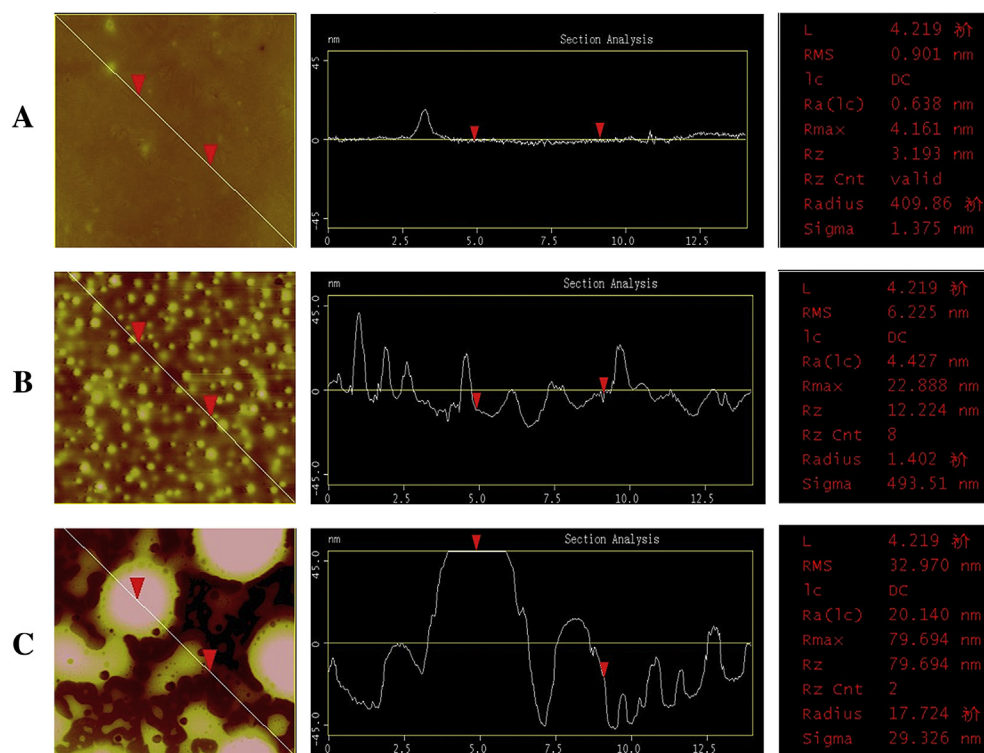 A
nm
Section Analysis
45
0
-45
0
2.5
5.0
7.5
10.0
12.5
L 4.219 衸
RMS 0.901 nm
lc DC
Ra(lc) 0.638 nm
Rmax 4.161 nm
Rz 3.193 nm
Rz Cnt valid
Radius 409.86 衸
Sigma 1.375 nm
B
nm
Section Analysis
45.0
0
-45.0
0
2.5
5.0
7.5
10.0
12.5
L 4.219 衸
RMS 6.225 nm
lc DC
Ra(lc) 4.427 nm
Rmax 22.888 nm
Rz 12.224 nm
Rz Cnt 8
Radius 1.402 衸
Sigma 493.51 nm
C
nm
Section Analysis
45.0
0
-45.0
0
2.5
5.0
7.5
10.0
12.5
L 4.219 衸
RMS 32.970 nm
lc DC
Ra(lc) 20.140 nm
Rmax 79.694 nm
Rz 79.694 nm
Rz Cnt 2
Radius 17.724 衸
Sigma 29.326 nm